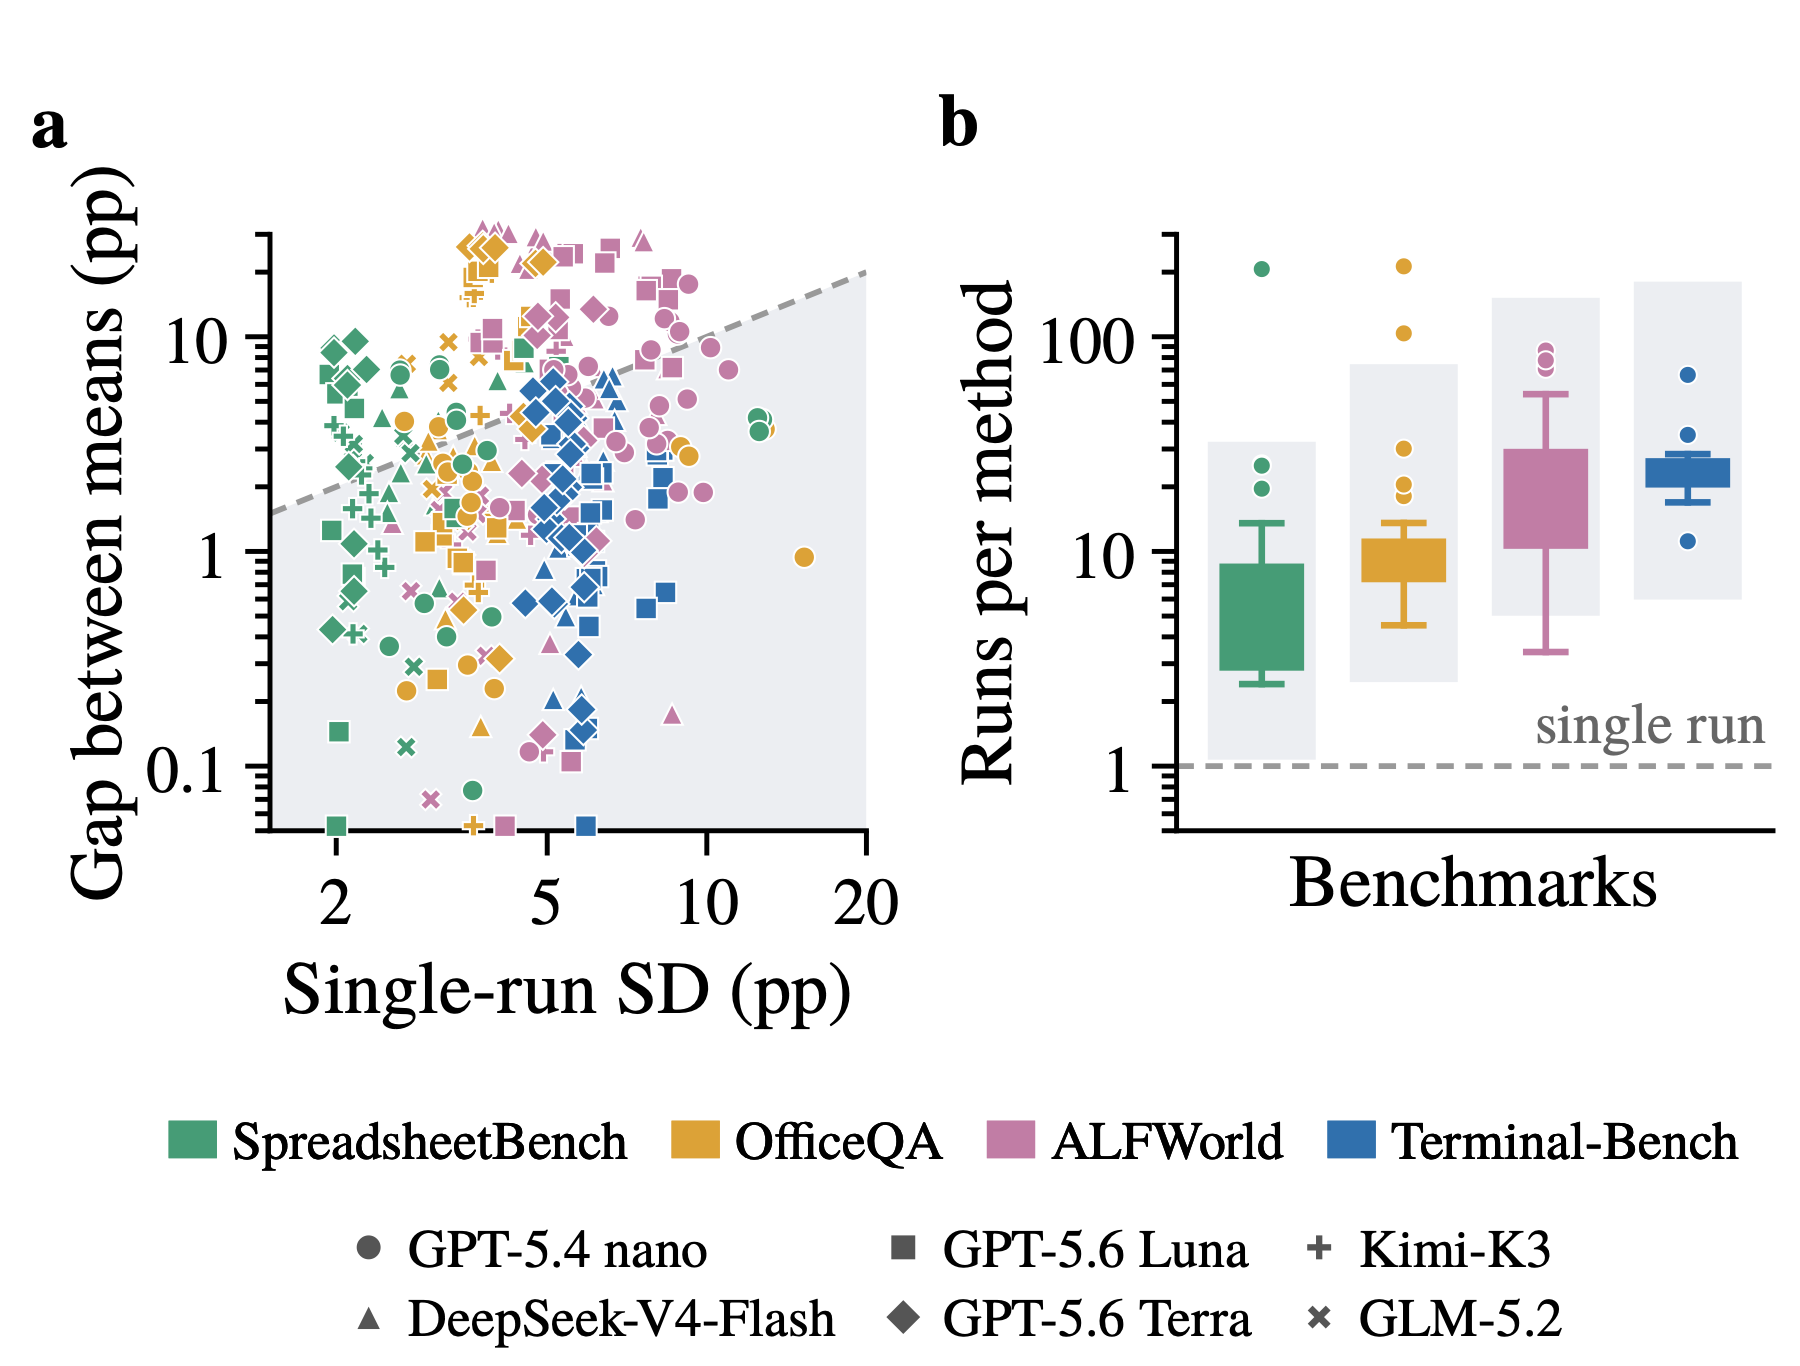 a
b
Gap between means (pp)
10
1
0.1
2
5
10
20
Single-run SD (pp)
Runs per method
100
10
1
single run
Benchmarks
SpreadsheetBench
OfficeQA
ALFWorld
Terminal-Bench
GPT-5.4 nano
GPT-5.6 Luna
Kimi-K3
DeepSeek-V4-Flash
GPT-5.6 Terra
GLM-5.2